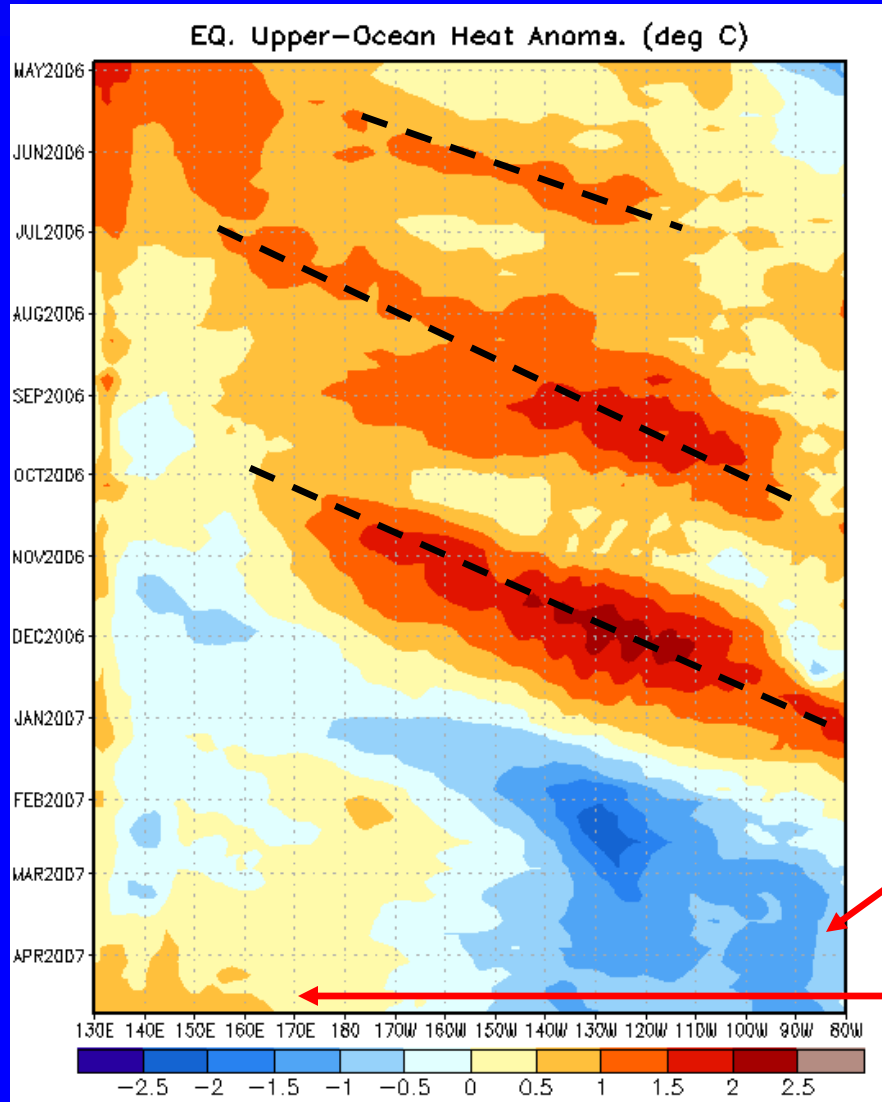 EQ. Upper-Ocean Heat Anoms. (deg C)
MAY2006
JUN2006
JUL2006
AUG2006
SEP2006
OCT2006
NOV2006
DEC2006
JAN2007
FEB2007
MAR2007
APR2007
130E 140E 150E 160E 170E 180 170W 160W 150W 140W 130W 120W 110W 100W 90W 80W
-2.5 -2 -1.5 -1 -0.5 0 0.5 1 1.5 2 2.5